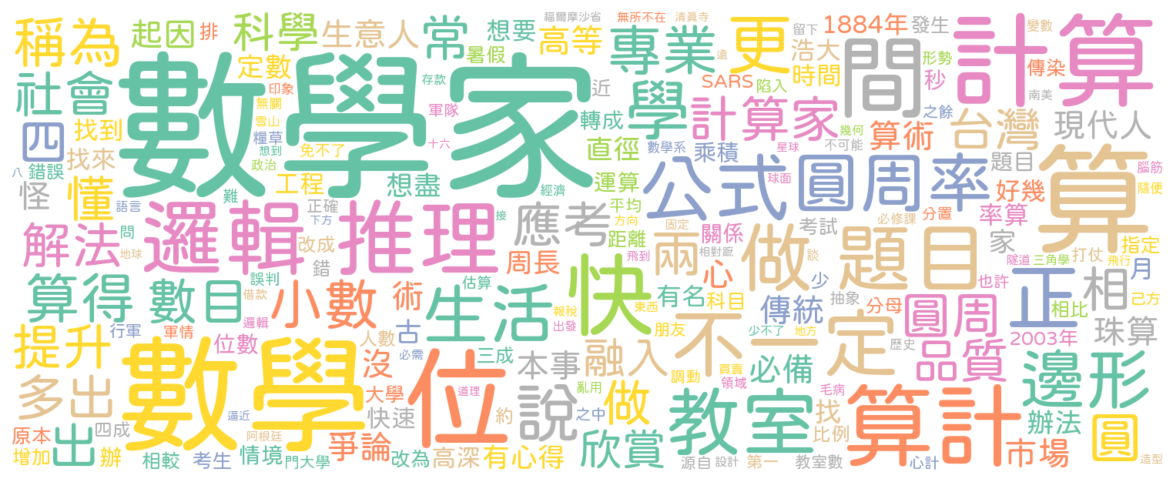 稱為
起因
排
科學
生意人
常
想要
福爾摩沙省
高等
無所不在
清真寺
專業
更
1884年
發生
浩大
時間
間
形勢
秒
變數
傳染
南美
計算
社會
定數
印象
無關
雪山
暑假
存款
軍隊
近
轉成
學
SARS
陷入
計算家
之餘
算術
台灣
現代人
四
找到
糧草
想到
政治
免不了
十六
數學家
數學系
乘積
幾何
不可能
星球
錯誤
找來
八
語言
難
工程
想盡
經濟
直徑
運算
球面
公式
圓周率
題目
好幾
腦筋
隨便
算
怪
懂
正確
下方
問
地球
改成
錯
邏輯
推理
接
應考
平均
方向
距離
飛到
固定
關係
相對應
必修課
考試
分置
率算
家
打仗
指定
解法
誤判
借款
周長
估算
兩
心
談
做
題目
少
隧道
三角學
飛行
也許
月
算得
數目
小數
術
生活
快
報稅
出發
東西
有名
科目
傳統
抽象
分母
正
相
相比
己方
珠算
提升
行軍
軍情
邏輯
位數
人數
古
必需
朋友
少不了
地方
不一定
歷史
圓周
品質
2003年
多出
數學
沒
大學
道理
位
三成
本事
說
融入
調動
買賣
領域
必備
毛病
邊形
出
四成
原本
增加
辦
相較
逼近
考生
阿根廷
情境
門大學
爭論
快速
改為
約
高深
亂用
之中
有心得
做
欣賞
教室
源自
設計
第一
找
比例
教室數
算計
心計
辦法
市場
圓
造型